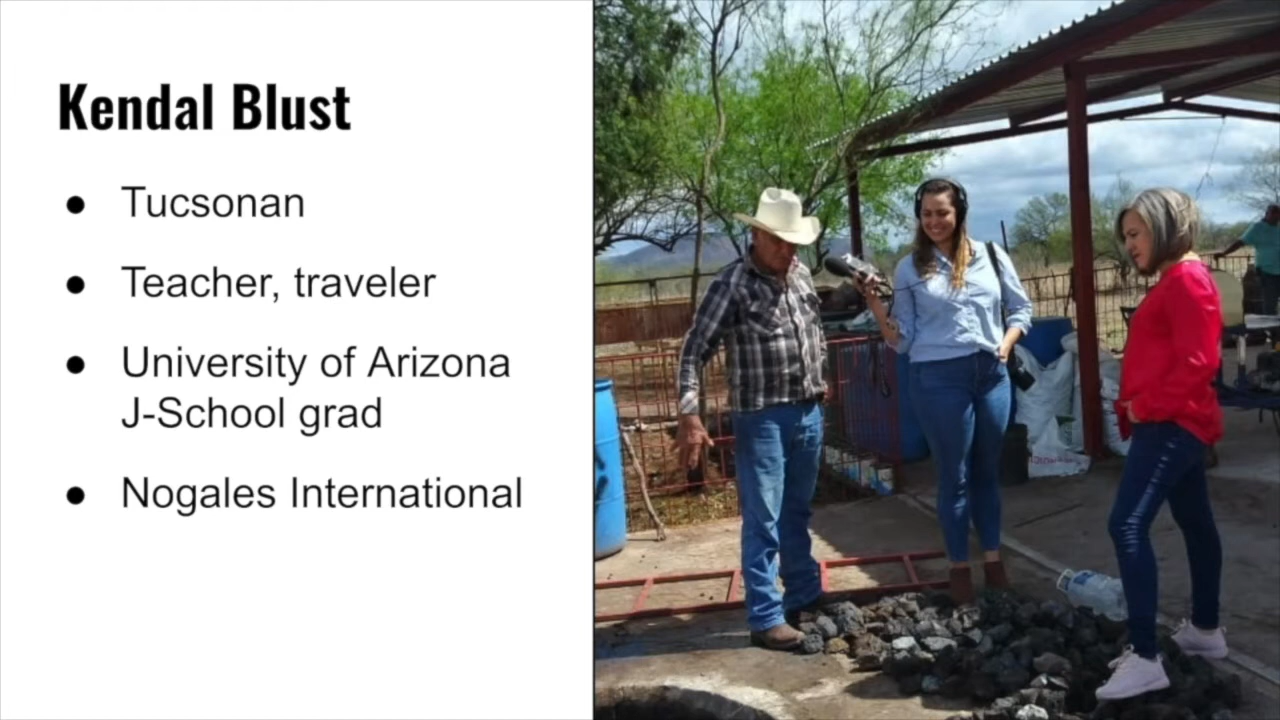 Kendal Blust
● Tucsonan
● Teacher, traveler
● University of Arizona
J-School grad
● Nogales International